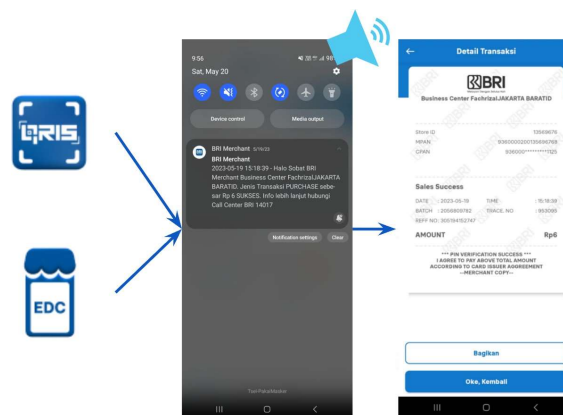 QRIS
EDC
9:56
98
Sat, May 20
Device control
Media output
BRI Merchant 5/19/23
BRI Merchant
2023-05-19 15:18:39 - Halo Sobat BRI
Merchant Business Center FachrizalJAKARTA
BARATID. Jenis Transaksi PURCHASE sebe-
sar Rp 6 SUKSES. Info lebih lanjut hubungi
Call Center BRI 14017
Notification settings
Clear
Detail Transaksi
BRI
Business Center FachrizalJAKARTA BARATID
Store ID
MPAN
CPAN
Sales Success
DATE : 2023-05-19 TIME : 15:18:39
BATCH TRACE. NO
REFF NO:
AMOUNT Rp6
*** PIN VERIFICATION SUCCESS ***
I AGREE TO PAY ABOVE TOTAL AMOUNT
ACCORDING TO CARD ISSUER AGGREEMENT
--MERCHANT COPY--
Bagikan
Oke, Kembali